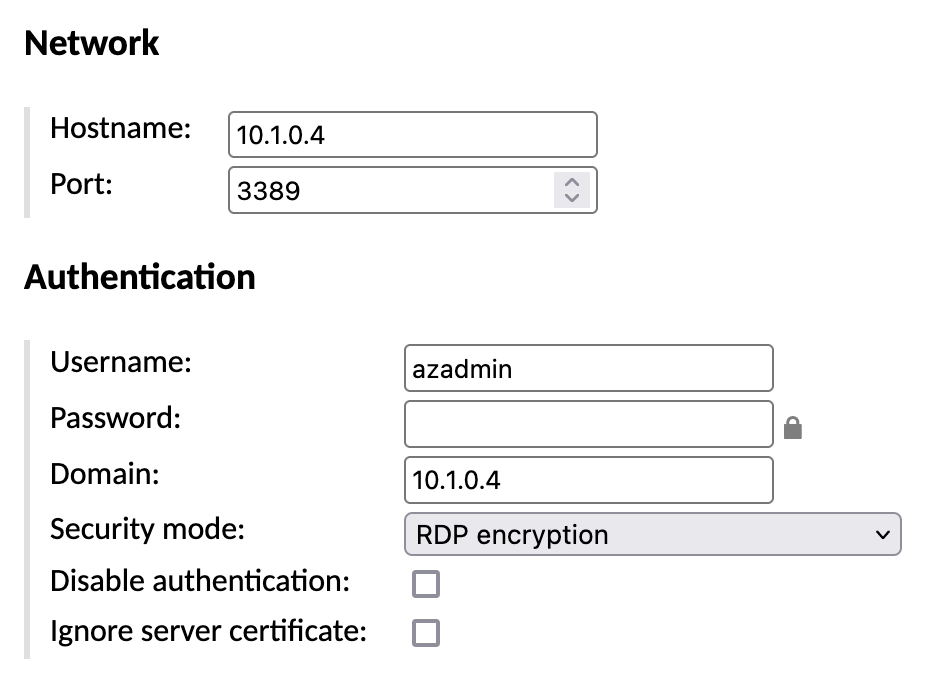 Network
Hostname: 10.1.0.4
Port: 3389
Authentication
Username: azadmin
Password:
Domain: 10.1.0.4
Security mode: RDP encryption
Disable authentication:
Ignore server certificate: